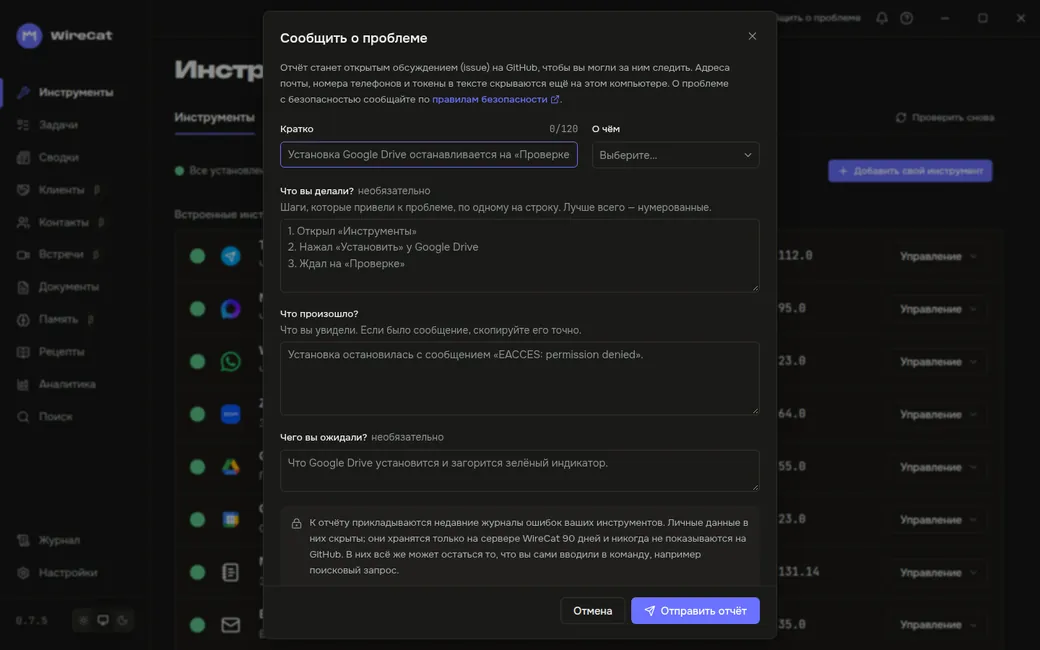 wirecat
Сообщить о проблеме
Отчёт станет открытым обсуждением (issue) на GitHub, чтобы вы могли за ним следить. Адреса
почты, номера телефонов и токены в тексте скрываются ещё на этом компьютере. О проблеме
с безопасностью сообщайте по правилам безопасности.
Кратко
0/120
О чём
Установка Google Drive останавливается на «Проверке
Выберите...
Что вы делали? необязательно
Шаги, которые привели к проблеме, по одному на строку. Лучше всего — нумерованные.
1. Открыл «Инструменты»
2. Нажал «Установить» у Google Drive
3. Ждал на «Проверке»
Что произошло?
Что вы увидели. Если было сообщение, скопируйте его точно.
Установка остановилась с сообщением «EACCES: permission denied».
Чего вы ожидали? необязательно
Что Google Drive установится и загорится зелёный индикатор.
К отчёту прикладываются недавние журналы ошибок ваших инструментов. Личные данные в
них скрыты; они хранятся только на сервере WireCat 90 дней и никогда не показываются на
GitHub. В них всё же может остаться то, что вы сами вводили в команду, например
поисковый запрос.
Отмена
Отправить отчёт
Инструменты
Задачи
Сводки
Клиенты β
Контакты β
Встречи β
Документы
Память β
Рецепты
Аналитика
Поиск
Журнал
Настройки
0.7.5
Инстр
Инструменты
Проверить снова
Все установле
Добавить свой инструмент
Встроенные инст
112.0
Управление
95.0
Управление
23.0
Управление
64.0
Управление
55.0
Управление
23.0
Управление
131.14
Управление
35.0
Управление
о проблеме